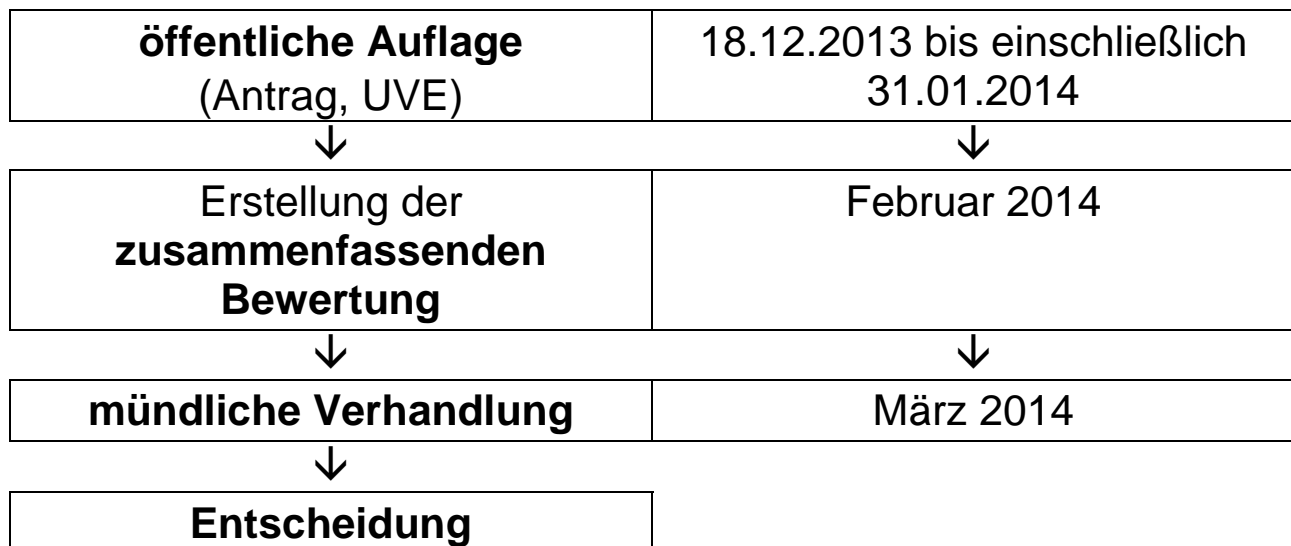 öffentliche Auflage
(Antrag, UVE)
18.12.2013 bis einschließlich
31.01.2014
Erstellung der
zusammenfassenden
Bewertung
Februar 2014
mündliche Verhandlung
März 2014
Entscheidung